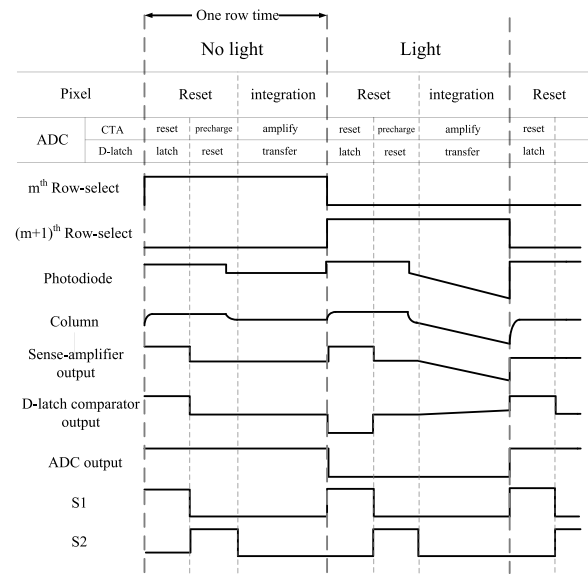 One row time
No light Light
Pixel Reset integration Reset integration Reset
ADC
CTA reset precharge amplify reset precharge amplify reset
D-latch latch reset transfer latch reset transfer latch
mth Row-select
(m+1)th Row-select
Photodiode
Column
Sense-amplifier
output
D-latch comparator
output
ADC output
S1
S2